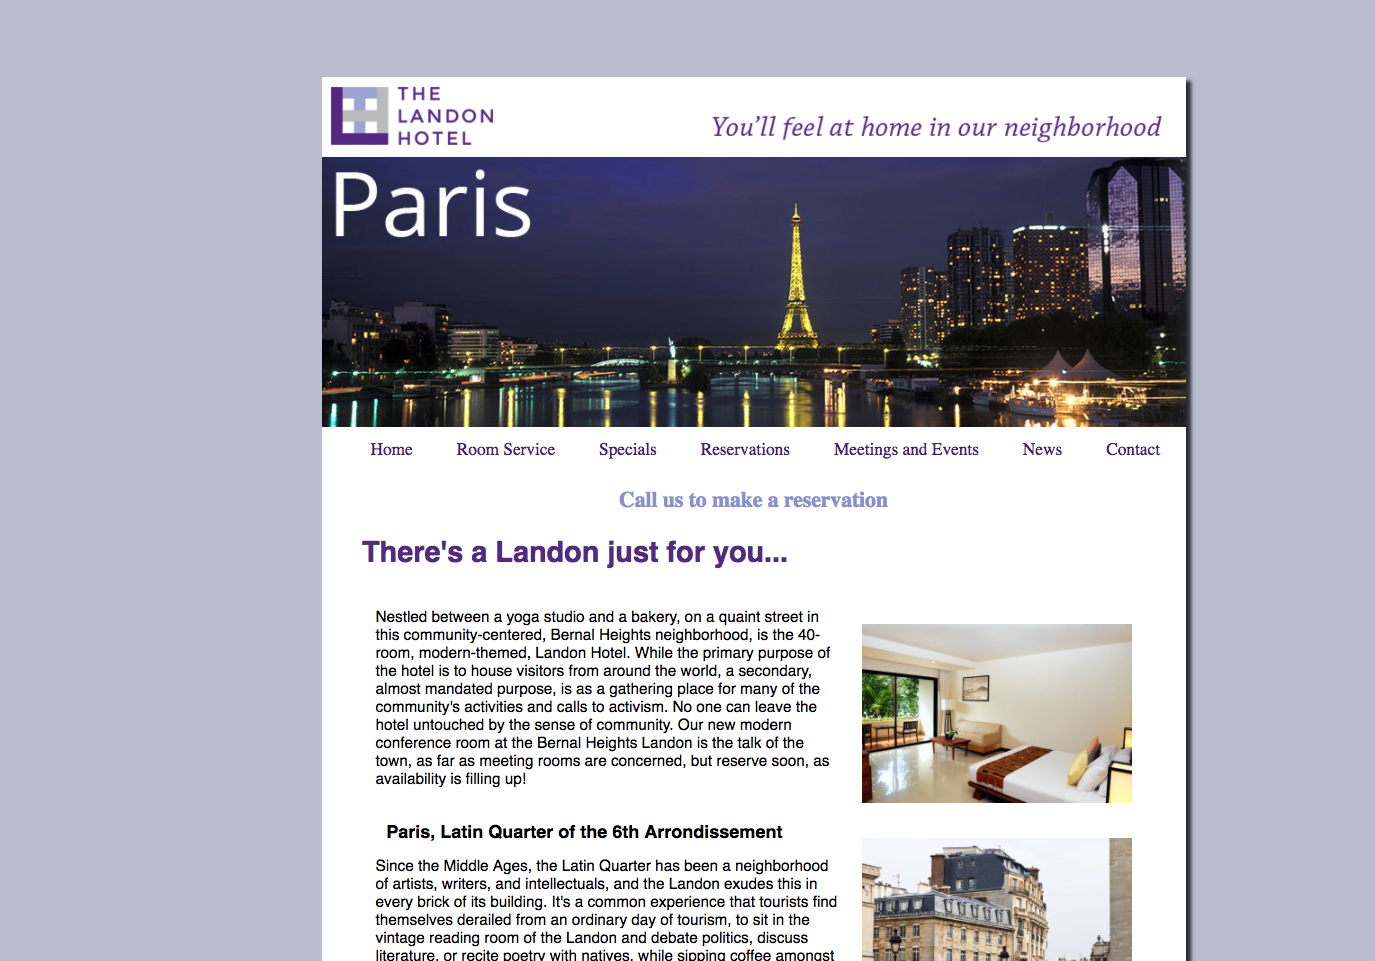 THE
LANDON
HOTEL
You'll feel at home in our neighborhood
Paris
Home Room Service Specials Reservations Meetings and Events News Contact
Call us to make a reservation
There's a Landon just for you...
Nestled between a yoga studio and a bakery, on a quaint street in
this community-centered, Bernal Heights neighborhood, is the 40-
room, modern-themed, Landon Hotel. While the primary purpose of
the hotel is to house visitors from around the world, a secondary,
almost mandated purpose, is as a gathering place for many of the
community's activities and calls to activism. No one can leave the
hotel untouched by the sense of community. Our new modern
conference room at the Bernal Heights Landon is the talk of the
town, as far as meeting rooms are concerned, but reserve soon, as
availability is filling up!
Paris, Latin Quarter of the 6th Arrondissement
Since the Middle Ages, the Latin Quarter has been a neighborhood
of artists, writers, and intellectuals, and the Landon exudes this in
every brick of its building. It's a common experience that tourists find
themselves derailed from an ordinary day of tourism, to sit in the
vintage reading room of the Landon and debate politics, discuss
literature, or recite poetry with natives, while sipping coffee amongst